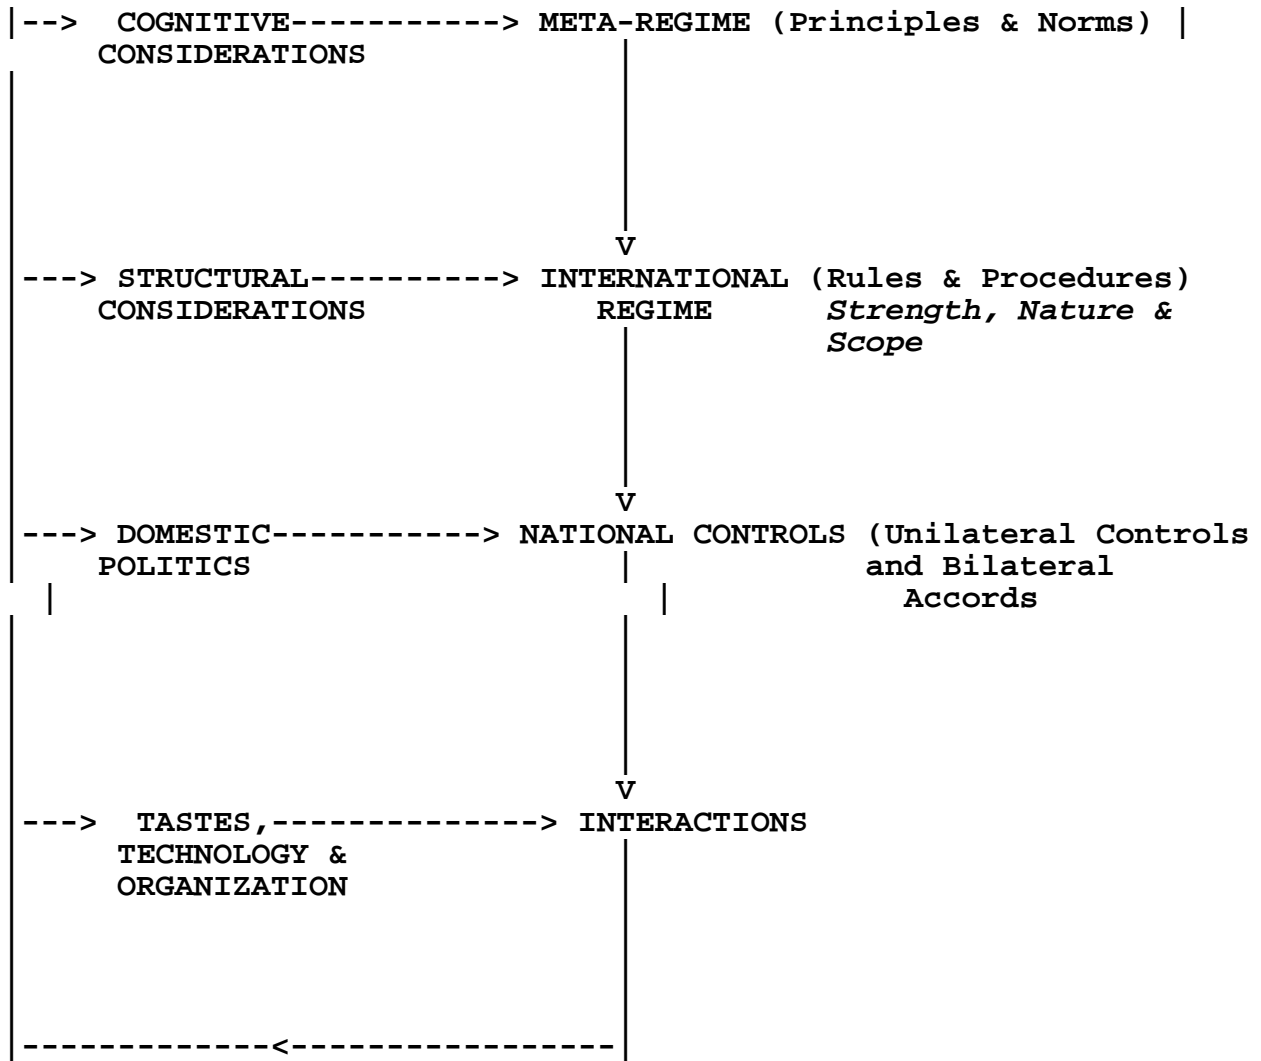 |--> COGNITIVE-----------> META-REGIME (Principles & Norms) |
CONSIDERATIONS
V
---> STRUCTURAL----------> INTERNATIONAL (Rules & Procedures)
CONSIDERATIONS REGIME Strength, Nature &
Scope
V
---> DOMESTIC-----------> NATIONAL CONTROLS (Unilateral Controls
POLITICS and Bilateral
| | Accords
V
---> TASTES,--------------> INTERACTIONS
TECHNOLOGY &
ORGANIZATION
|-------------<-----------------|